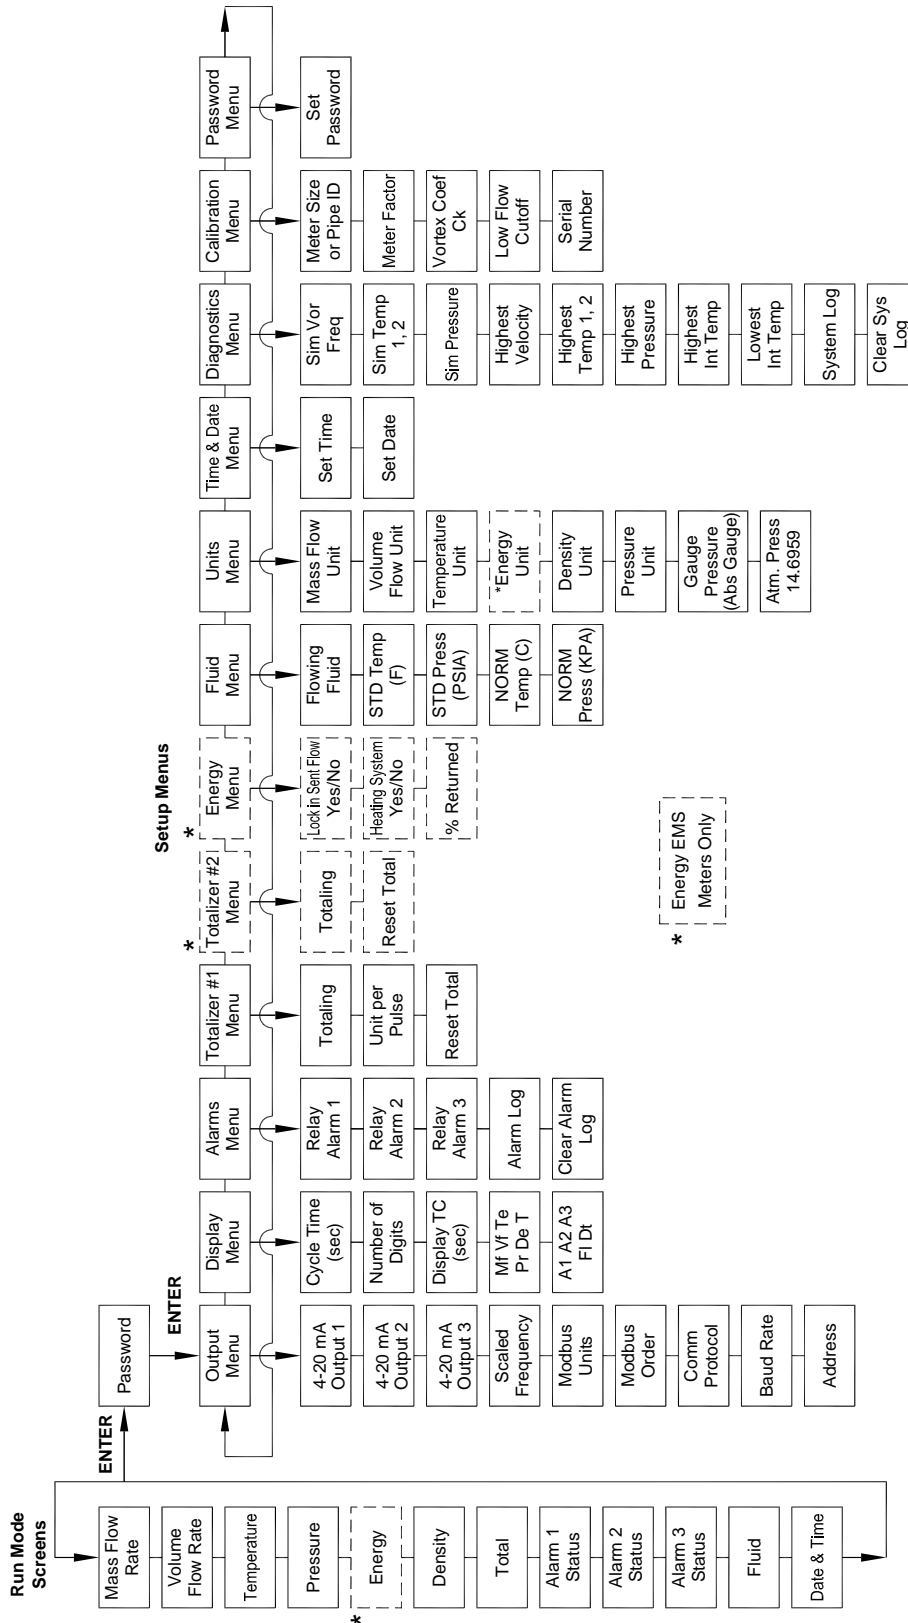 Run Mode
Screens
Mass Flow
Rate
Volume
Flow Rate
Temperature
Pressure
*
Energy
Density
Total
Alarm 1
Status
Alarm 2
Status
Alarm 3
Status
Fluid
Date & Time
ENTER
Password
ENTER
Setup Menus
Output
Menu
4-20 mA
Output 1
4-20 mA
Output 2
4-20 mA
Output 3
Scaled
Frequency
Modbus
Units
Modbus
Order
Comm
Protocol
Baud Rate
Address
Display
Menu
Cycle Time
(sec)
Number of
Digits
Display TC
(sec)
Mf Vf Te
Pr De T
A1 A2 A3
Fl Dt
Alarms
Menu
Relay
Alarm 1
Relay
Alarm 2
Relay
Alarm 3
Alarm Log
Clear Alarm
Log
Totalizer #1
Menu
Totaling
Unit per
Pulse
Reset Total
*
Totalizer #2
Menu
Totaling
Reset Total
*
Energy
Menu
Lock in Sent Flow
Yes/No
Heating System
Yes/No
% Returned
Fluid
Menu
Flowing
Fluid
STD Temp
(F)
STD Press
(PSIA)
NORM
Temp (C)
NORM
Press (KPA)
Units
Menu
Mass Flow
Unit
Volume
Flow Unit
Temperature
Unit
*Energy
Unit
Density
Unit
Pressure
Unit
Gauge
Pressure
(Abs Gauge)
Atm. Press
14.6959
Time & Date
Menu
Set Time
Set Date
Diagnostics
Menu
Sim Vor
Freq
Sim Temp
1, 2
Sim Pressure
Highest
Velocity
Highest
Temp 1, 2
Highest
Pressure
Highest
Int Temp
Lowest
Int Temp
System Log
Clear Sys
Log
Calibration
Menu
Meter Size
or Pipe ID
Meter Factor
Vortex Coef
Ck
Low Flow
Cutoff
Serial
Number
Password
Menu
Set
Password
*
Energy EMS
Meters Only